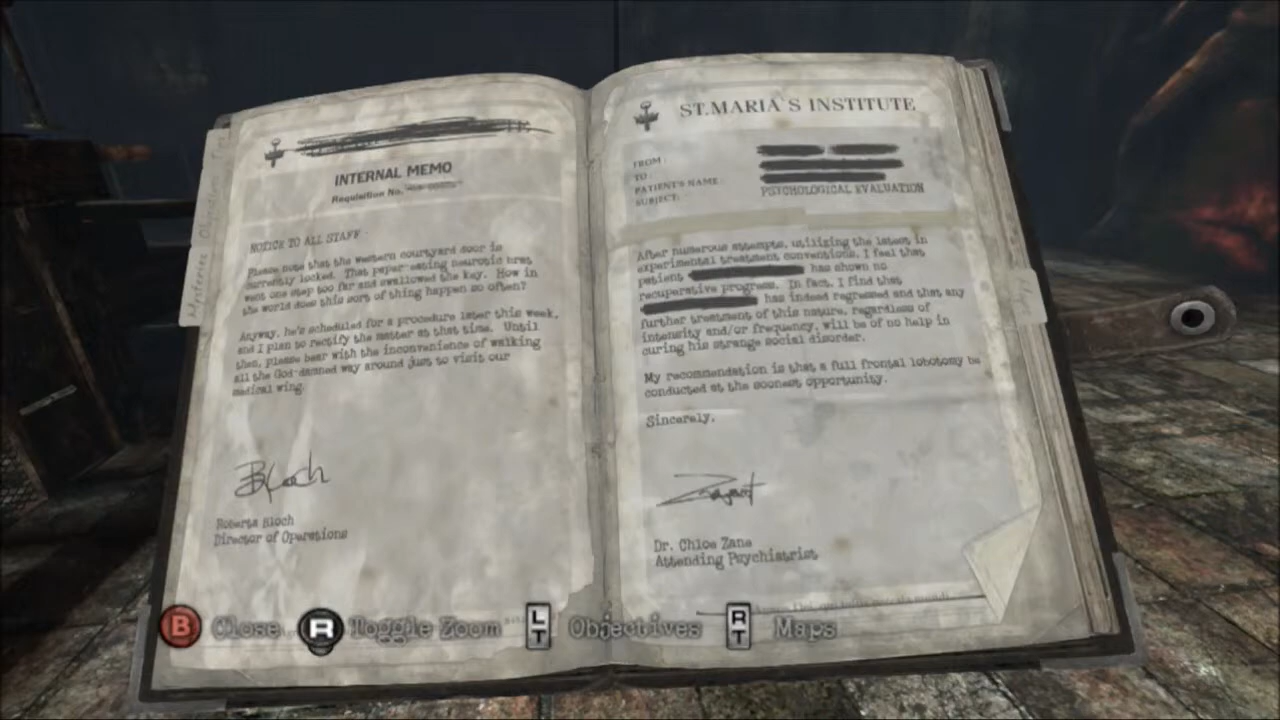 INTERNAL MEMO
Requisition No.
NOTICE TO ALL STAFF -
Please note that the western courtyard door is
currently locked. That paper-eating neurotic brat
went one step too far and swallowed the key. How in
the world does this sort of thing happen so often?
Anyway, he's scheduled for a procedure later this week,
and I plan to rectify the matter at that time. Until
then, please bear with the inconvenience of walking
all the God-damned way around just to visit our
medical wing.
Bloch
Roberta Bloch
Director of Operations
ST.MARIA'S INSTITUTE
FROM:
TO:
PATIENT'S NAME:
SUBJECT: PSYCHOLOGICAL EVALUATION
After numerous attempts, utilizing the latest in
experimental treatment conventions, I feel that
patient has shown no
recuperative progress. In fact, I find that
has indeed regressed and that any
further treatment of this nature, regardless of
intensity and/or frequency, will be of no help in
curing his strange social disorder.
My recommendation is that a full frontal lobotomy be
conducted at the soonest opportunity.
Sincerely,
Dr. Chloe Zane
Attending Psychiatrist
B Close R Toggle Zoom LT Objectives RT Maps